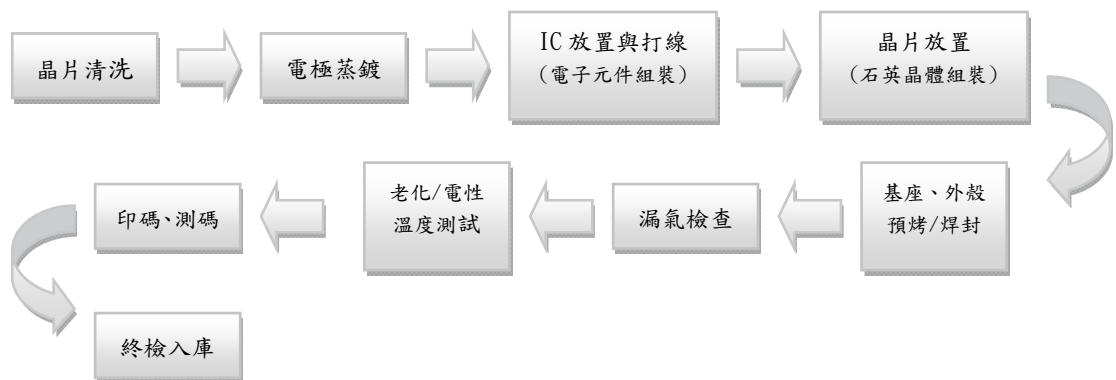 晶片清洗
電極蒸鍍
IC 放置與打線
(電子元件組裝)
晶片放置
(石英晶體組裝)
基座、外殼
預烤/焊封
漏氣檢查
老化/電性
溫度測試
印碼、測碼
終檢入庫